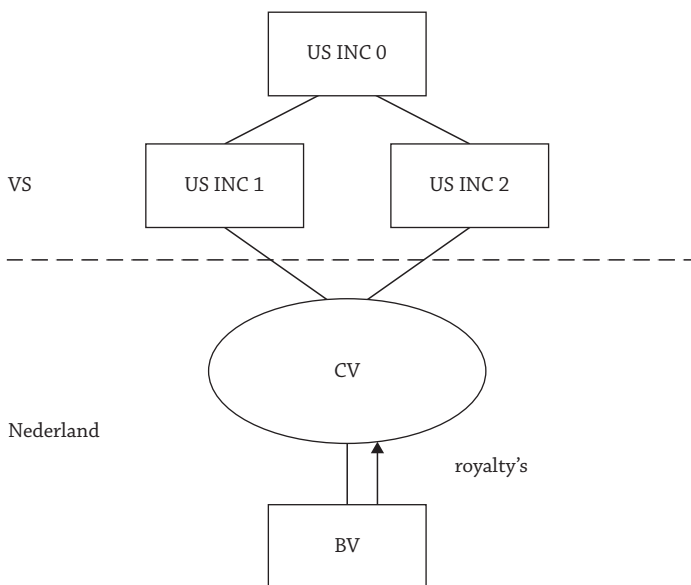 US INC 0
VS
US INC 1
US INC 2
CV
Nederland
royalty's
BV